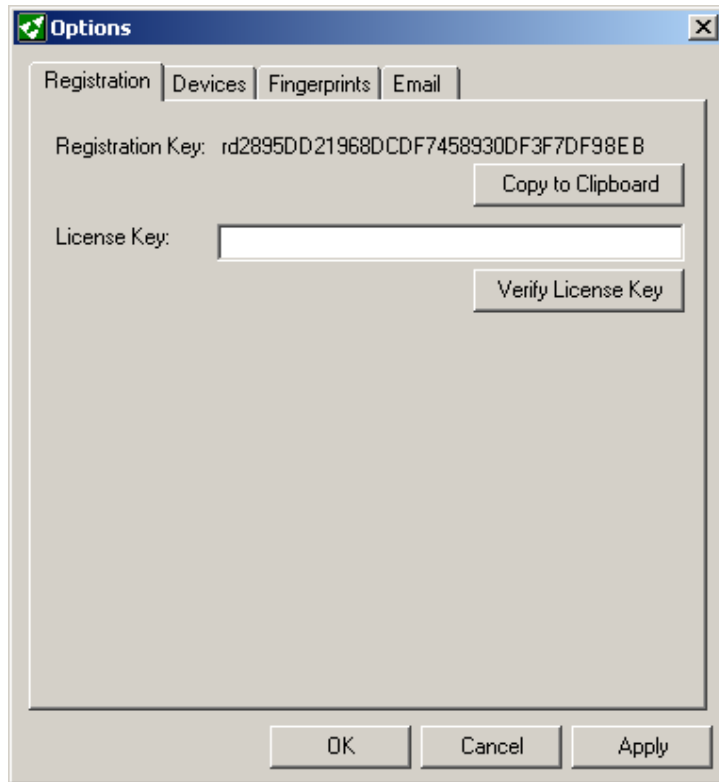 Options
Registration Devices Fingerprints Email
Registration Key: rd2895DD21968DCDF7458930DF3F7DF98EB
Copy to Clipboard
License Key:
Verify License Key
OK Cancel Apply